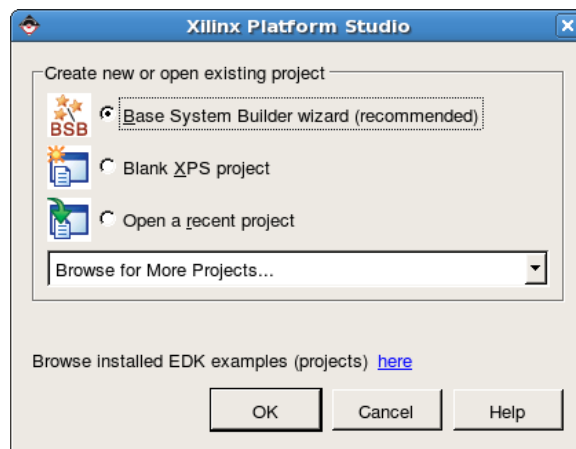 Xilinx Platform Studio
Create new or open existing project
BSB
Base System Builder wizard (recommended)
Blank XPS project
Open a recent project
Browse for More Projects...
Browse installed EDK examples (projects) here
OK Cancel Help